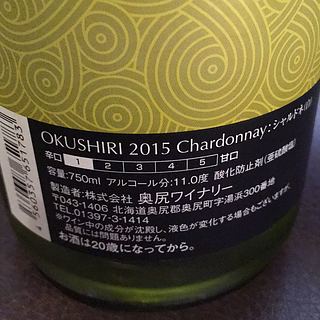 OKUSHIRI 2015 Chardonnay : シャルドネ
辛口 1 2 3 4 5 甘口
容量:750ml アルコール分:11.0度 酸化防止剤(亜硫酸塩)
製造者:株式会社 奥尻ワイナリー
〒043-1406 北海道奥尻郡奥尻町字湯浜300番地
TEL.01397-3-1414
※ワイン中の成分が沈殿し、液色が変化する場合もございますが、
品質には問題ありません。
お酒は20歳になってから。